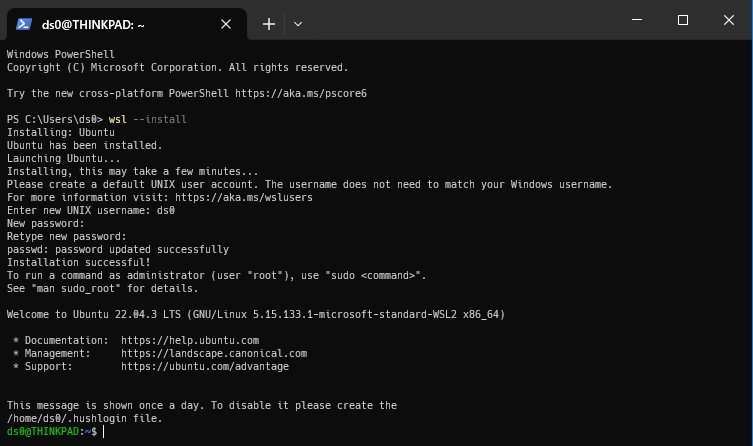 ds0@THINKPAD: ~
Windows PowerShell
Copyright (C) Microsoft Corporation. All rights reserved.
Try the new cross-platform PowerShell https://aka.ms/pscore6
PS C:\Users\ds0> wsl --install
Installing: Ubuntu
Ubuntu has been installed.
Launching Ubuntu...
Installing, this may take a few minutes...
Please create a default UNIX user account. The username does not need to match your Windows username.
For more information visit: https://aka.ms/wslusers
Enter new UNIX username: ds0
New password:
Retype new password:
passwd: password updated successfully
Installation successful!
To run a command as administrator (user "root"), use "sudo <command>".
See "man sudo_root" for details.
Welcome to Ubuntu 22.04.3 LTS (GNU/Linux 5.15.133.1-microsoft-standard-WSL2 x86_64)
* Documentation:  https://help.ubuntu.com
* Management:     https://landscape.canonical.com
* Support:        https://ubuntu.com/advantage
This message is shown once a day. To disable it please create the
/home/ds0/.hushlogin file.
ds0@THINKPAD:~$